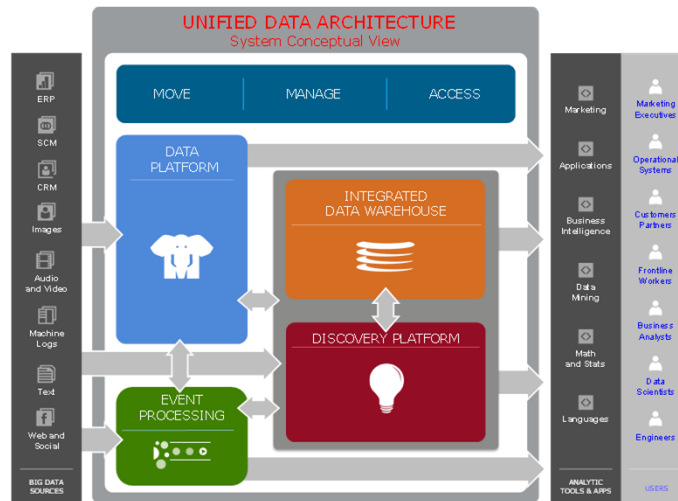 UNIFIED DATA ARCHITECTURE
System Conceptual View
MOVE
MANAGE
ACCESS
ERP
SCM
CRM
Images
Audio
and Video
Machine
Logs
Text
Web and
Social
BIG DATA
SOURCES
DATA
PLATFORM
INTEGRATED
DATA WAREHOUSE
DISCOVERY PLATFORM
EVENT
PROCESSING
Marketing
Applications
Business
Intelligence
Data
Mining
Math
and Stats
Languages
ANALYTIC
TOOLS & APPS
Marketing
Executives
Operational
Systems
Customers
Partners
Frontline
Workers
Business
Analysts
Data
Scientists
Engineers
USERS